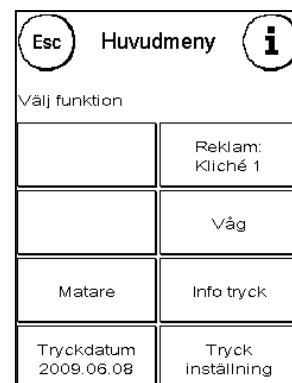 Esc Huvudmeny i
Välj funktion
Reklam:
Kliché 1
Våg
Matare Info tryck
Tryckdatum Tryck
2009.06.08 inställning